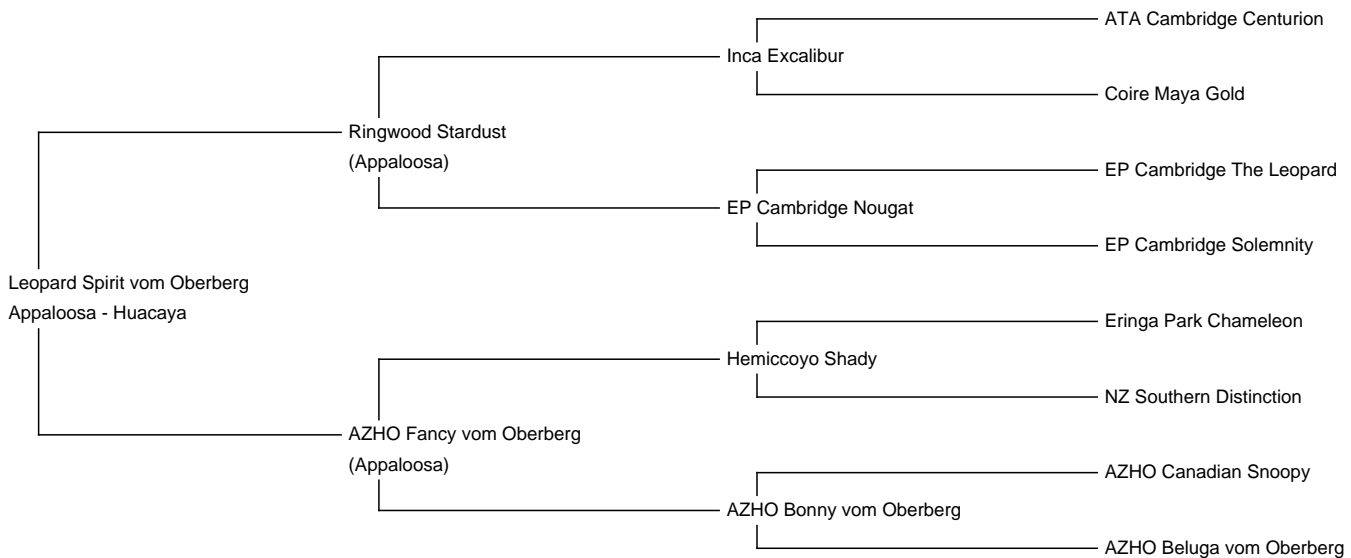 ATA Cambridge Centurion
Inca Excalibur
Coire Maya Gold
Ringwood Stardust
(Appaloosa)
EP Cambridge The Leopard
EP Cambridge Nougat
EP Cambridge Solemnity
Leopard Spirit vom Oberberg
Appaloosa - Huacaya
Eringa Park Chameleon
Hemiccoyo Shady
NZ Southern Distinction
AZHO Fancy vom Oberberg
(Appaloosa)
AZHO Canadian Snoopy
AZHO Bonny vom Oberberg
AZHO Beluga vom Oberberg